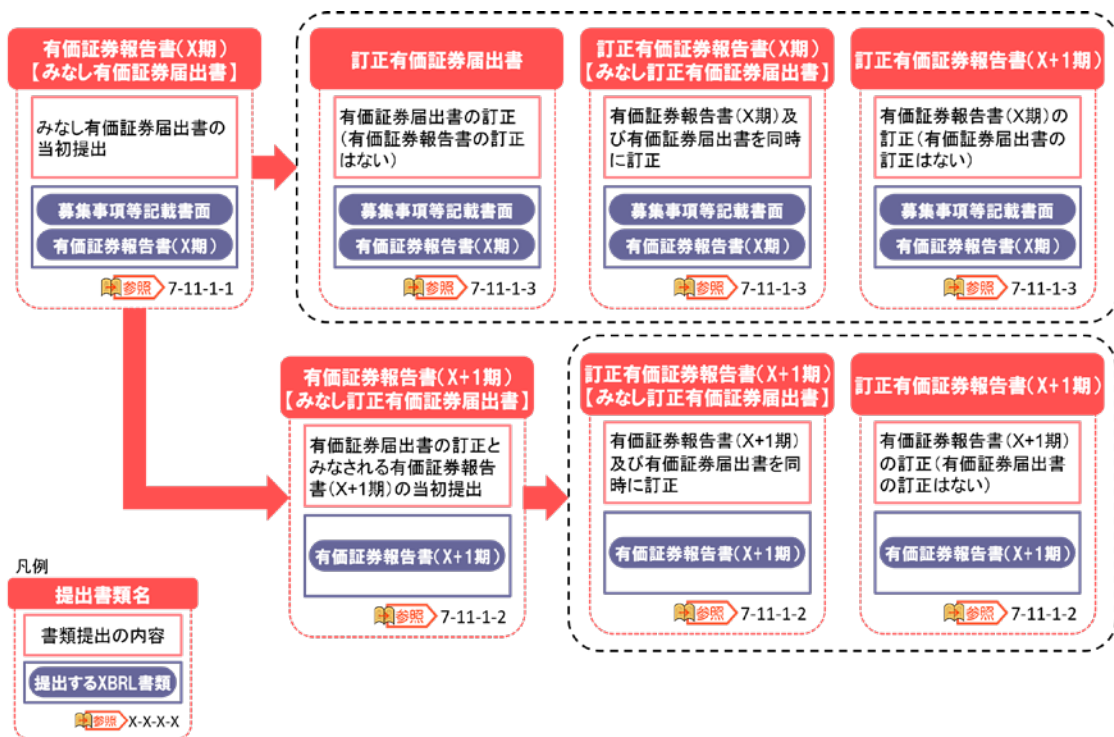 有価証券報告書(X期)
【みなし有価証券届出書】
みなし有価証券届出書の
当初提出
募集事項等記載書面
有価証券報告書(X期)
参照 7-11-1-1
訂正有価証券届出書
有価証券届出書の訂正
(有価証券報告書の訂正
はない)
募集事項等記載書面
有価証券報告書(X期)
参照 7-11-1-3
訂正有価証券報告書(X期)
【みなし訂正有価証券届出書】
有価証券報告書(X期)及
び有価証券届出書を同時
に訂正
募集事項等記載書面
有価証券報告書(X期)
参照 7-11-1-3
訂正有価証券報告書(X+1期)
有価証券報告書(X期)の
訂正(有価証券届出書の
訂正はない)
募集事項等記載書面
有価証券報告書(X期)
参照 7-11-1-3
有価証券報告書(X+1期)
【みなし訂正有価証券届出書】
有価証券届出書の訂正と
みなされる有価証券報告
書(X+1期)の当初提出
有価証券報告書(X+1期)
参照 7-11-1-2
訂正有価証券報告書(X+1期)
【みなし訂正有価証券届出書】
有価証券報告書(X+1期)
及び有価証券届出書を同
時に訂正
有価証券報告書(X+1期)
参照 7-11-1-2
訂正有価証券報告書(X+1期)
有価証券報告書(X+1期)
の訂正(有価証券届出書
の訂正はない)
有価証券報告書(X+1期)
参照 7-11-1-2
凡例
提出書類名
書類提出の内容
提出するXBRL書類
参照 X-X-X-X